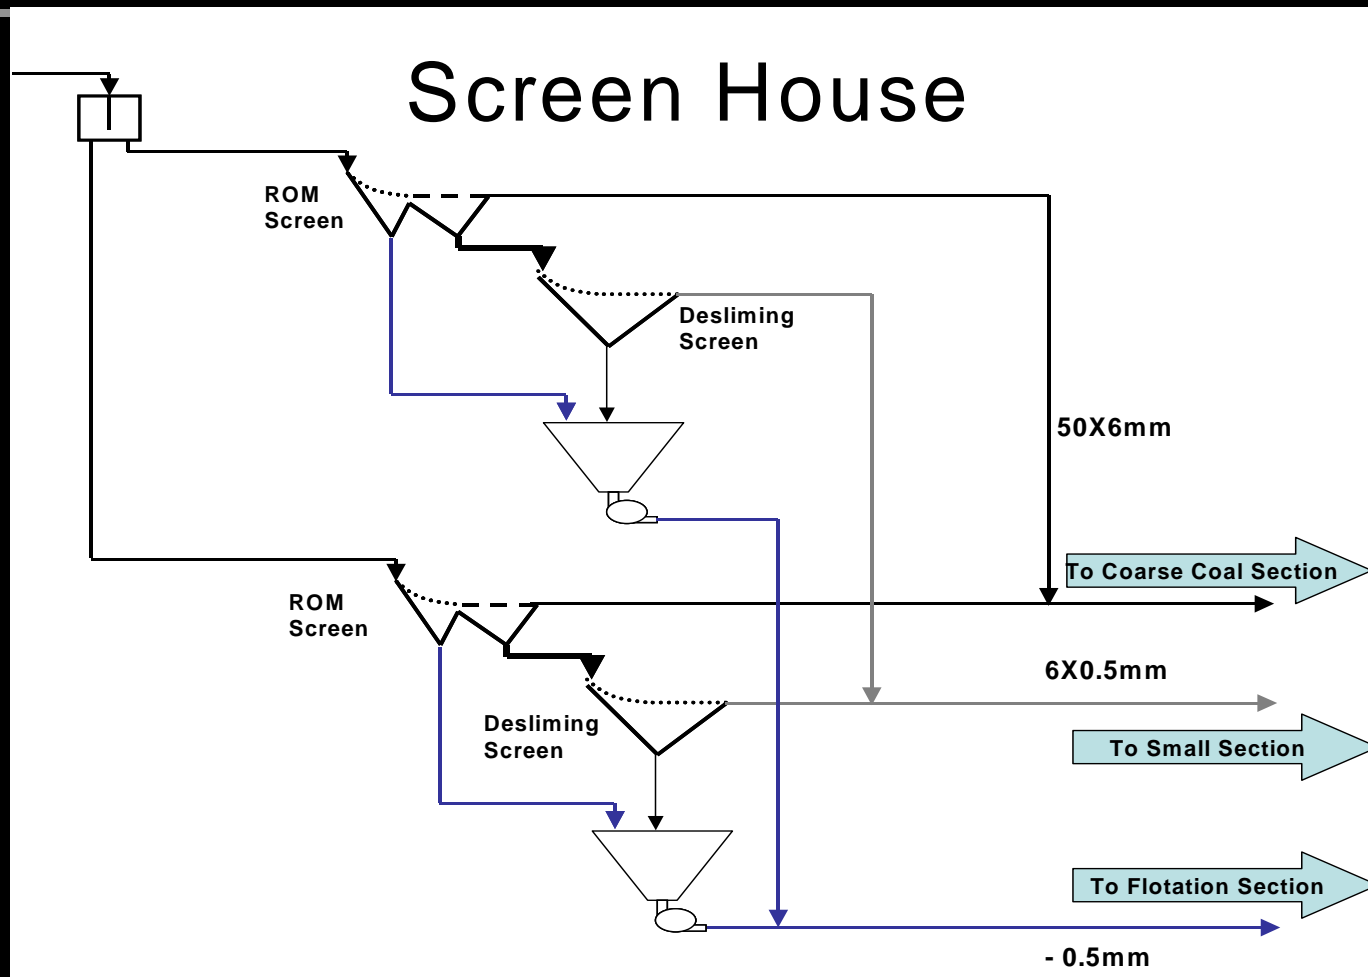 Screen House
ROM
Screen
Desliming
Screen
50X6mm
To Coarse Coal Section
ROM
Screen
6X0.5mm
Desliming
Screen
To Small Section
To Flotation Section
- 0.5mm